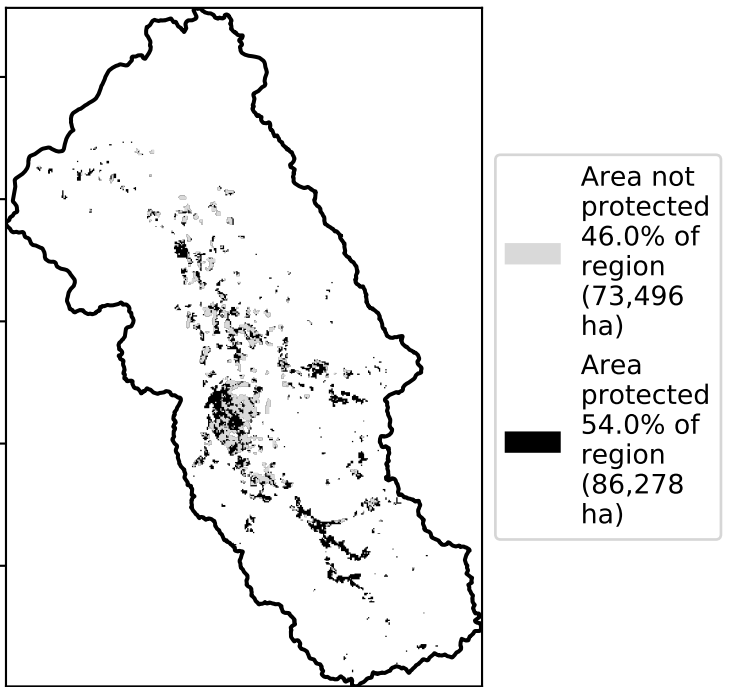 Area not
protected
46.0% of
region
(73,496
ha)
Area
protected
54.0% of
region
(86,278
ha)